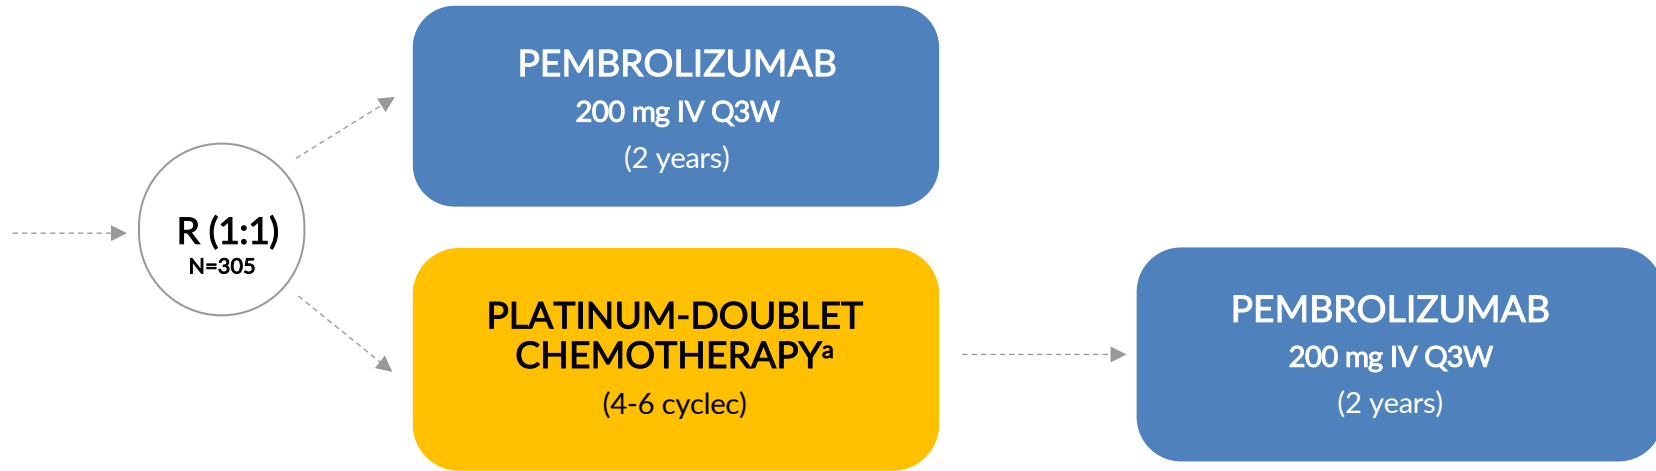 PEMBROLIZUMAB
200 mg IV Q3W
(2 years)
R (1:1)
N=305
PLATINUM-DOUBLET
CHEMOTHERAPYᵃ
(4-6 cyclec)
PEMBROLIZUMAB
200 mg IV Q3W
(2 years)